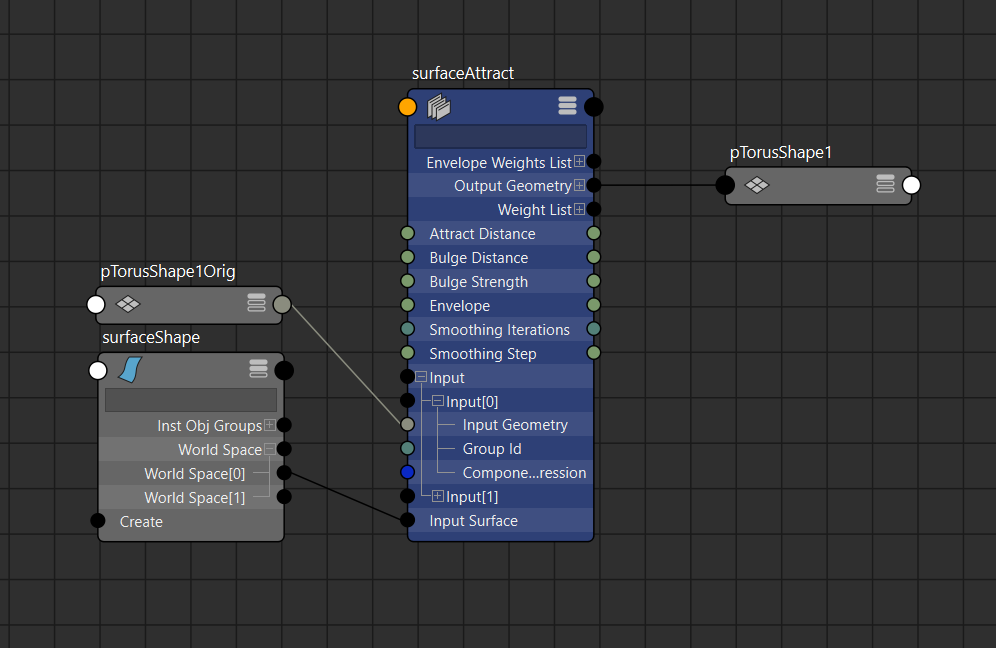 surfaceAttract
Envelope Weights List
Output Geometry
Weight List
Attract Distance
Bulge Distance
Bulge Strength
Envelope
Smoothing Iterations
Smoothing Step
Input
Input[0]
Input Geometry
Group Id
Compone...ression
Input[1]
Input Surface
pTorusShape1
pTorusShape1Orig
surfaceShape
Inst Obj Groups
World Space
World Space[0]
World Space[1]
Create